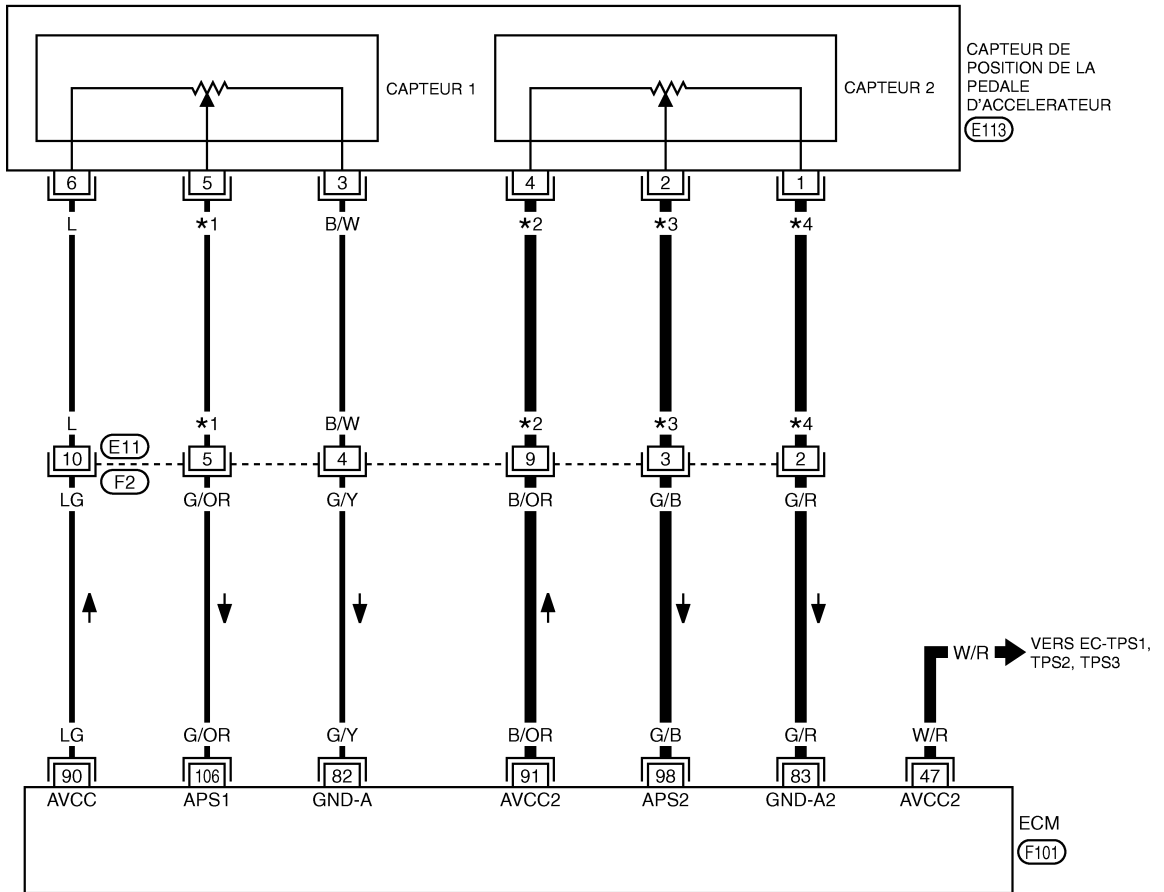 CAPTEUR 1
CAPTEUR 2
CAPTEUR DE
POSITION DE LA
PEDALE
D'ACCELERATEUR
E113
6 5 3 4 2 1
L *1 B/W *2 *3 *4
L *1 B/W *2 *3 *4
E11
10 5 4 9 3 2
F2
LG G/OR G/Y B/OR G/B G/R
W/R
VERS EC-TPS1,
TPS2, TPS3
LG G/OR G/Y B/OR G/B G/R W/R
90 106 82 91 98 83 47
AVCC APS1 GND-A AVCC2 APS2 GND-A2 AVCC2
ECM
F101